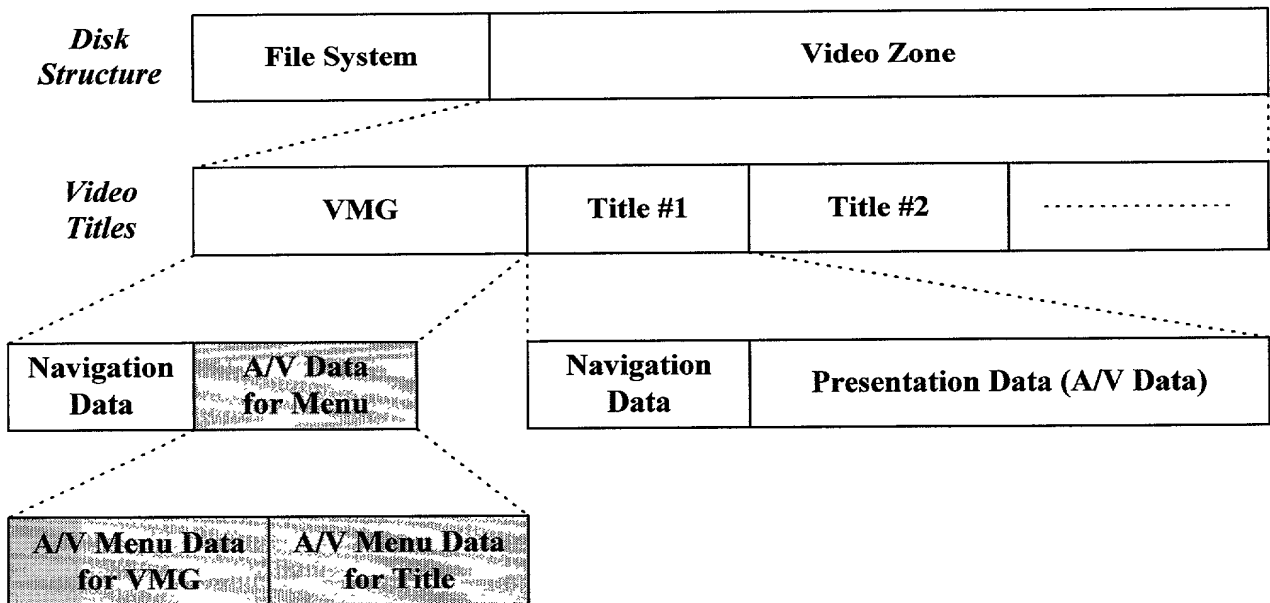 Disk
Structure
File System
Video Zone
Video
Titles
VMG
Title #1
Title #2
Navigation
Data
A/V Data
for Menu
Navigation
Data
Presentation Data (A/V Data)
A/V Menu Data
for VMG
A/V Menu Data
for Title